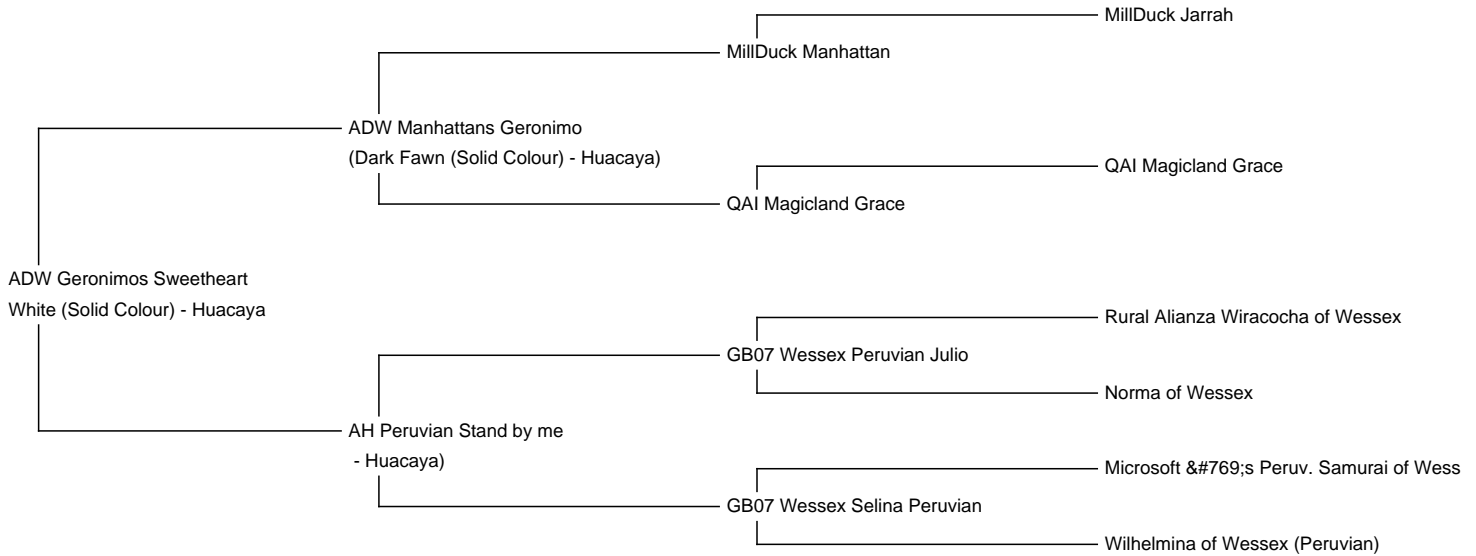 MillDuck Jarrah
MillDuck Manhattan
ADW Manhattans Geronimo
(Dark Fawn (Solid Colour) - Huacaya)
QAI Magicland Grace
QAI Magicland Grace
ADW Geronimos Sweetheart
White (Solid Colour) - Huacaya
Rural Alianza Wiracocha of Wessex
GB07 Wessex Peruvian Julio
Norma of Wessex
AH Peruvian Stand by me
- Huacaya)
Microsoft &#769;s Peruv. Samurai of Wess
GB07 Wessex Selina Peruvian
Wilhelmina of Wessex (Peruvian)